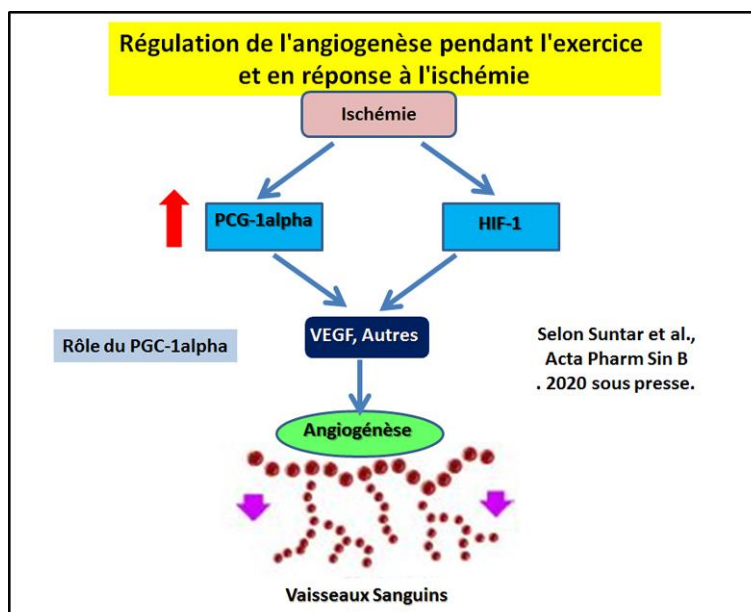 Régulation de l'angiogenèse pendant l'exercice
et en réponse à l'ischémie
Ischémie
PCG-1alpha
HIF-1
VEGF, Autres
Rôle du PGC-1alpha
Selon Suntar et al.,
Acta Pharm Sin B
. 2020 sous presse.
Angiogénèse
Vaisseaux Sanguins